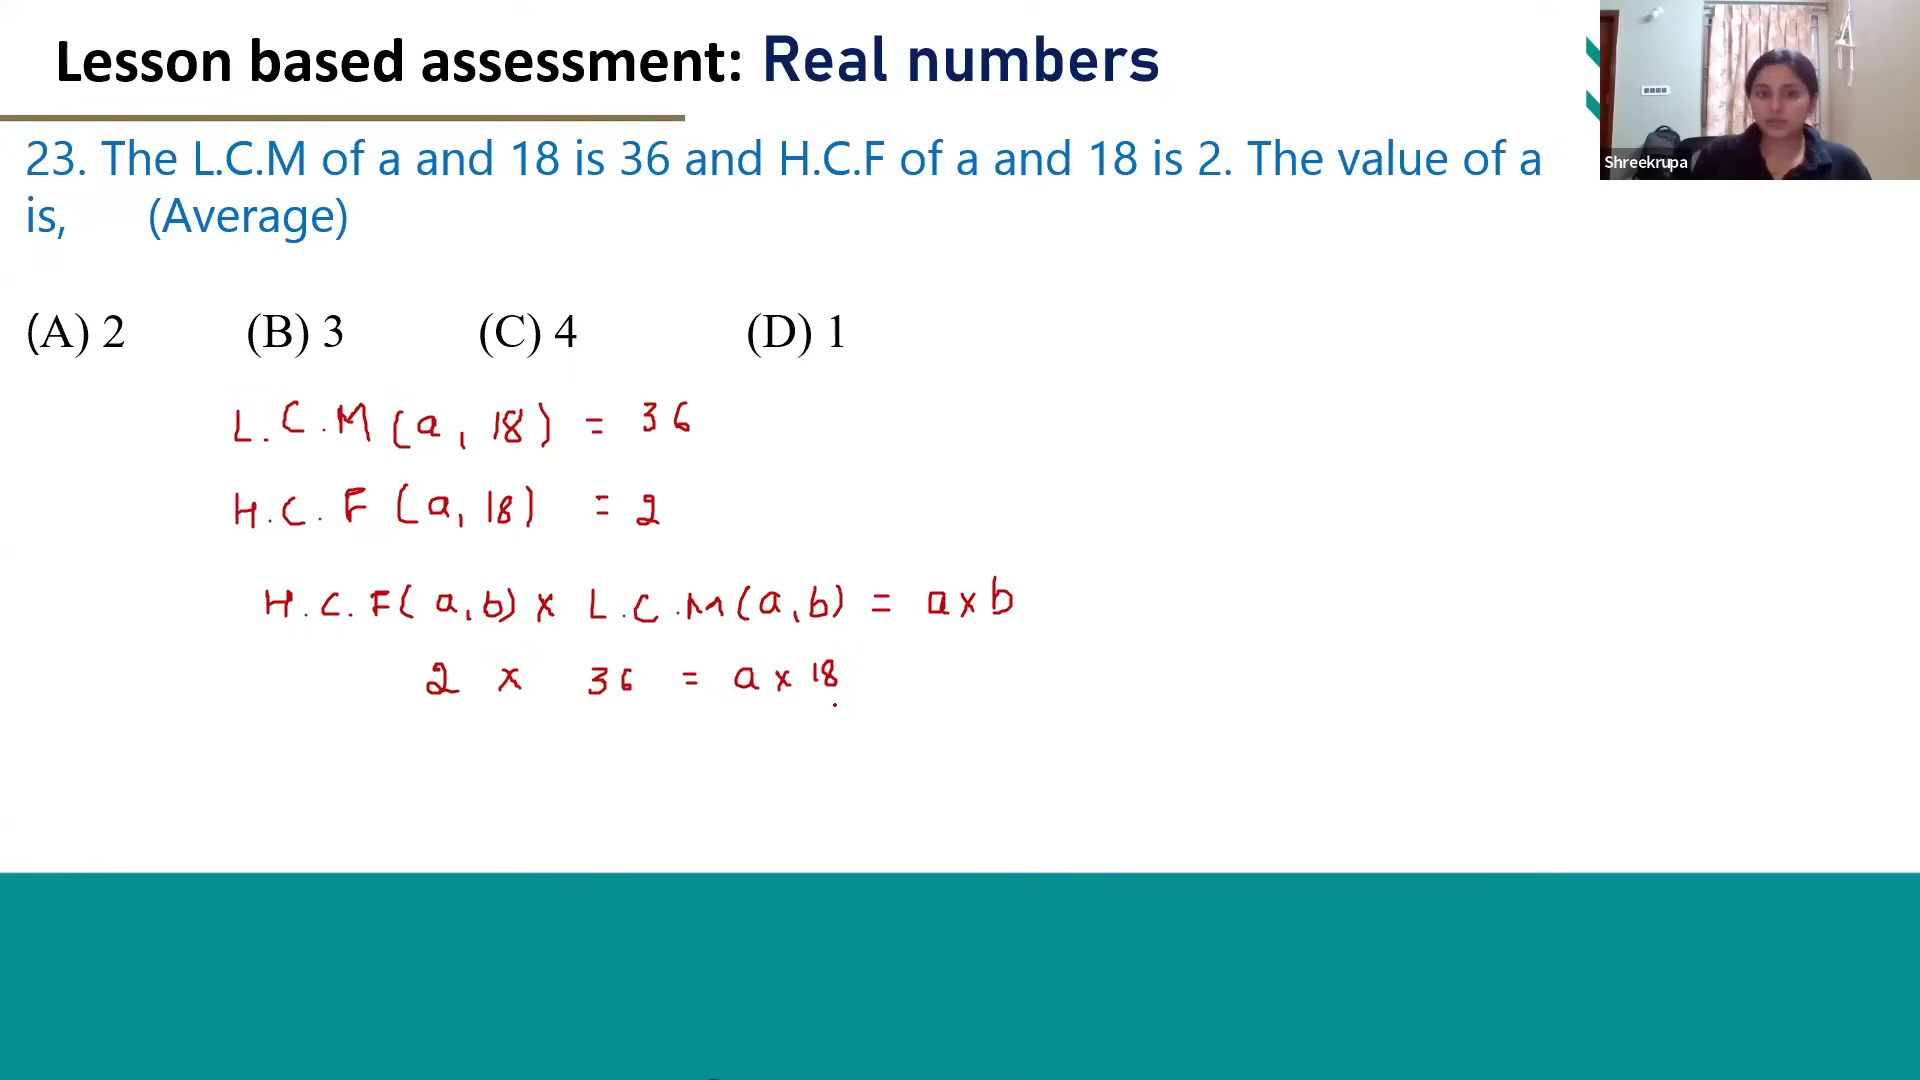 Lesson based assessment: Real numbers
Shreekrupa
23. The L.C.M of a and 18 is 36 and H.C.F of a and 18 is 2. The value of a
is, (Average)
(A) 2 (B) 3 (C) 4 (D) 1
L.C.M (a, 18) = 36
H.C.F (a, 18) = 2
H.C.F(a,b) x L.C.M(a,b) = a x b
2 x 36 = a x 18